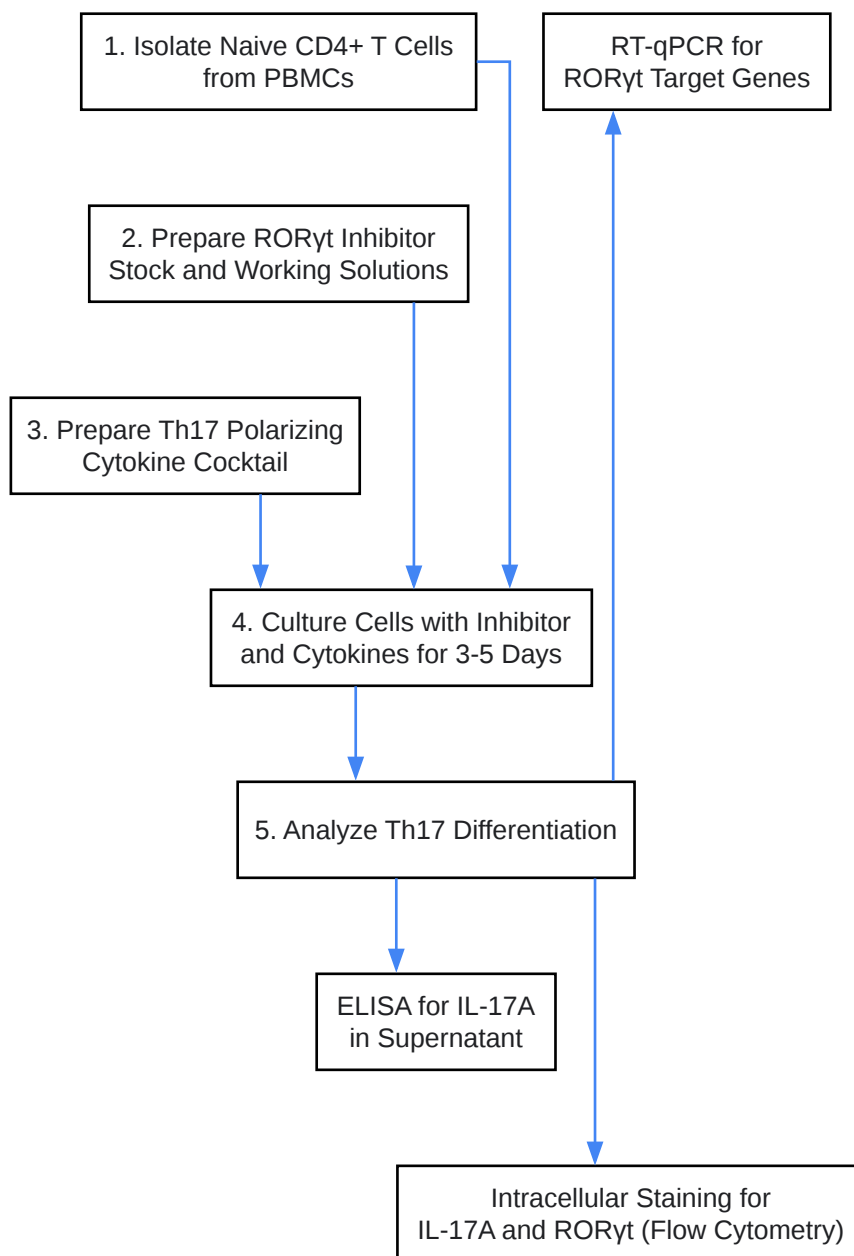 1. Isolate Naive CD4+ T Cells
from PBMCs
RT-qPCR for
RORγt Target Genes
2. Prepare RORγt Inhibitor
Stock and Working Solutions
3. Prepare Th17 Polarizing
Cytokine Cocktail
4. Culture Cells with Inhibitor
and Cytokines for 3-5 Days
5. Analyze Th17 Differentiation
ELISA for IL-17A
in Supernatant
Intracellular Staining for
IL-17A and RORγt (Flow Cytometry)